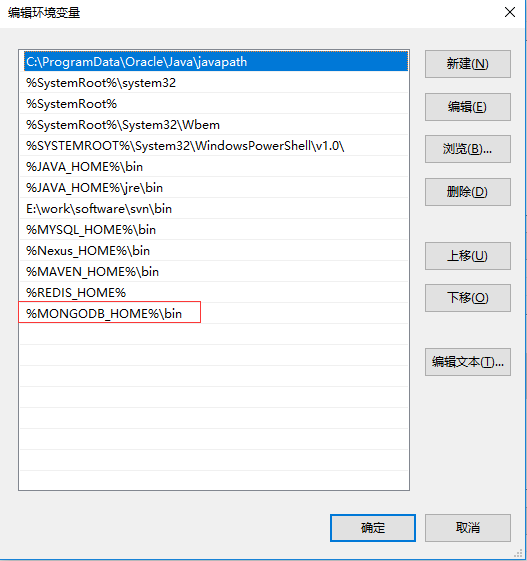 编辑环境变量
C:\ProgramData\Oracle\Java\javapath
%SystemRoot%\system32
%SystemRoot%
%SystemRoot%\System32\Wbem
%SYSTEMROOT%\System32\WindowsPowerShell\v1.0\
%JAVA_HOME%\bin
%JAVA_HOME%\jre\bin
E:\work\software\svn\bin
%MYSQL_HOME%\bin
%Nexus_HOME%\bin
%MAVEN_HOME%\bin
%REDIS_HOME%
%MONGODB_HOME%\bin
新建(N)
编辑(E)
浏览(B)...
删除(D)
上移(U)
下移(O)
编辑文本(T)...
确定
取消